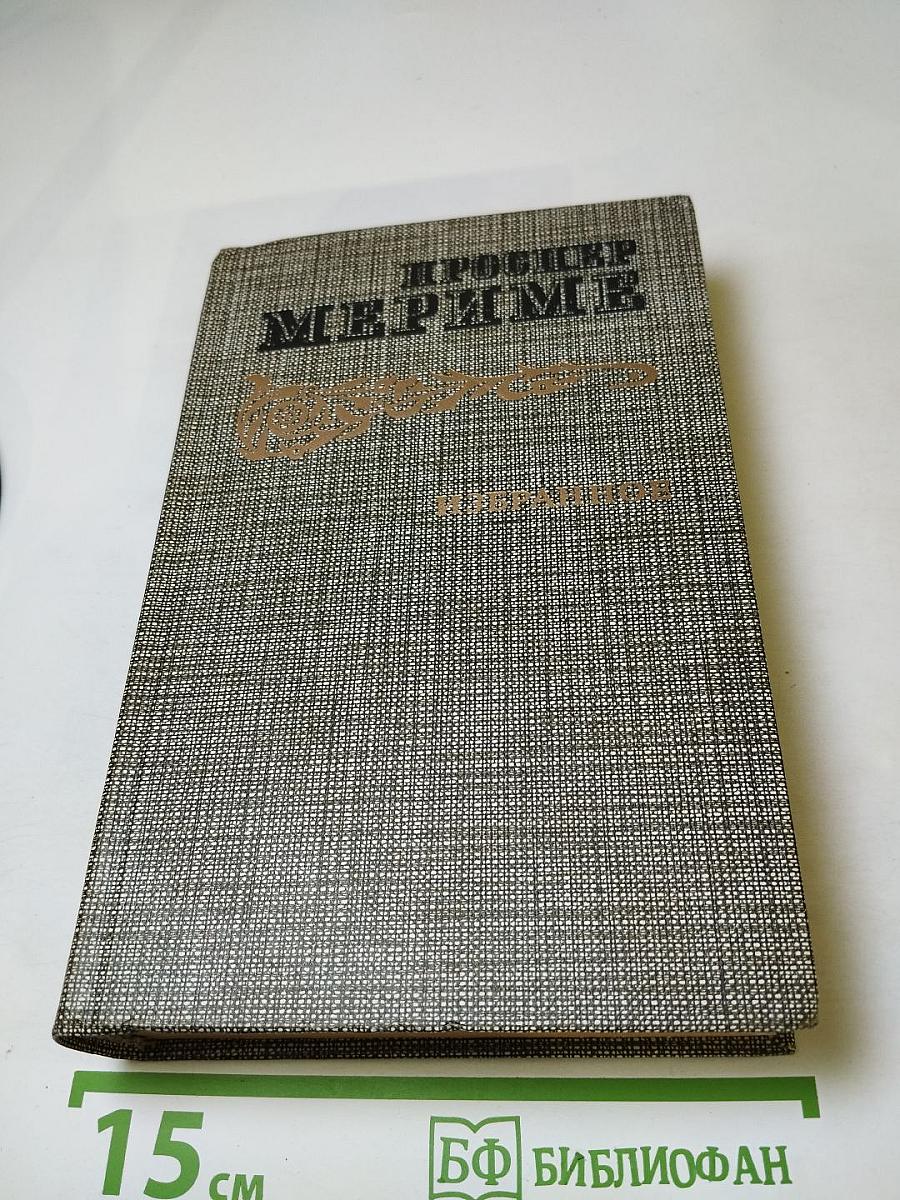 ПРОСПЕР
МЕРИМЕ
ИЗБРАННОЕ
15 см
БФ БИБЛИОФАН